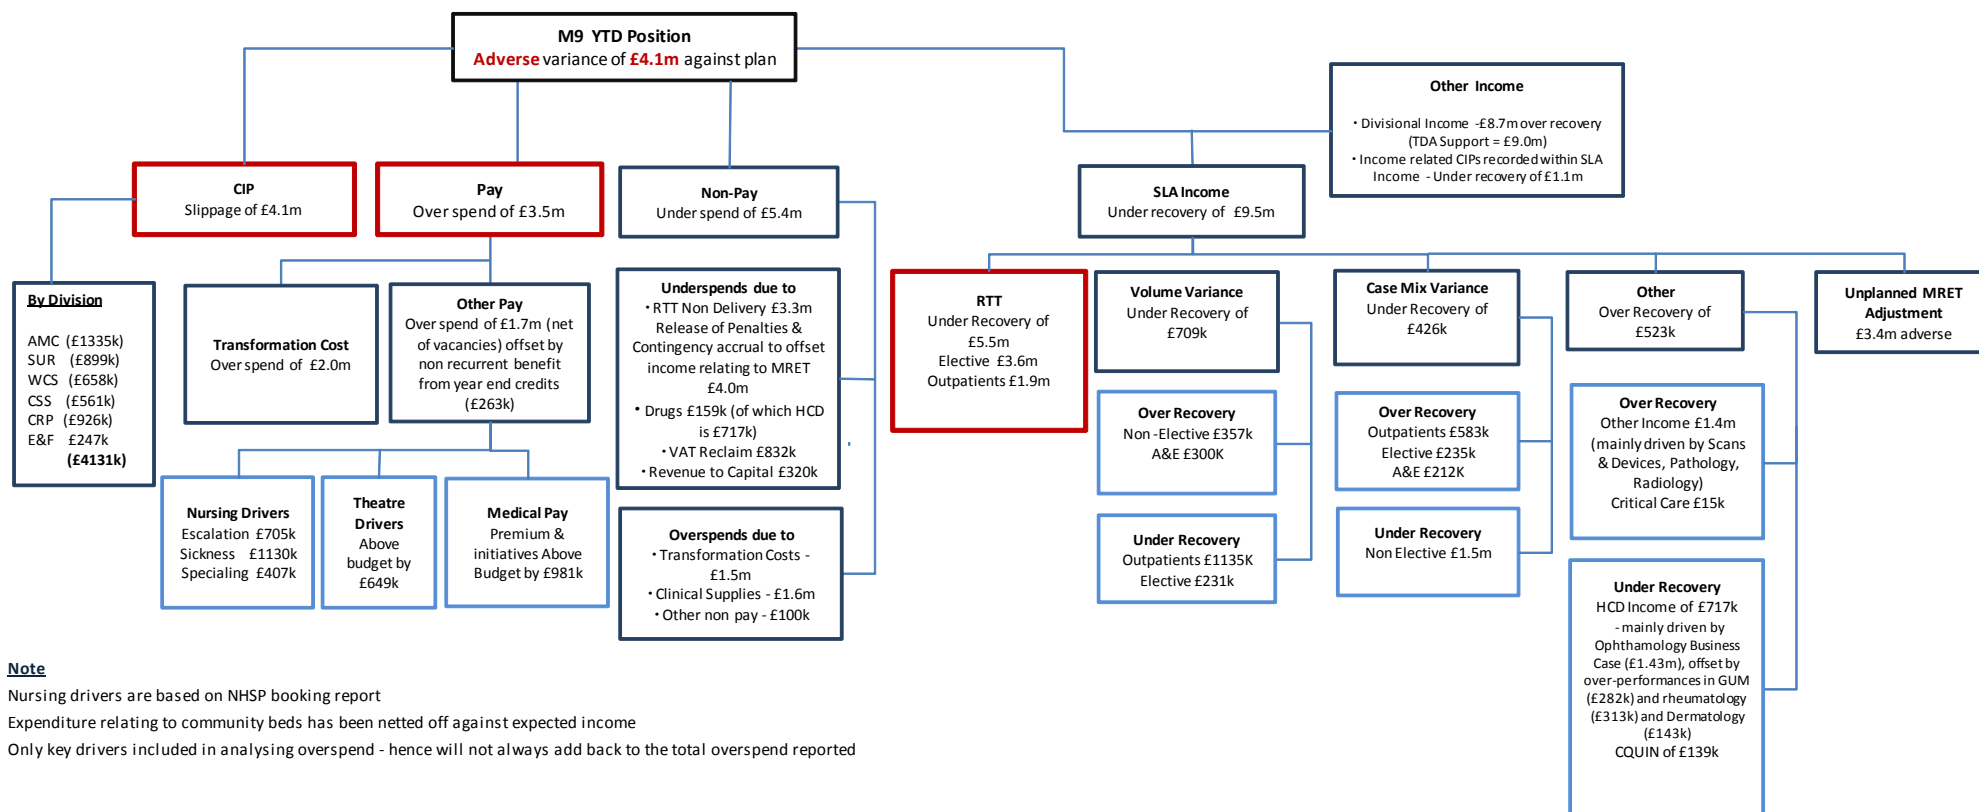 M9 YTD Position
Adverse variance of £4.1m against plan
Other Income
• Divisional Income -£8.7m over recovery
(TDA Support = £9.0m)
• Income related CIPs recorded within SLA
Income - Under recovery of £1.1m
CIP
Slippage of £4.1m
Pay
Over spend of £3.5m
Non-Pay
Under spend of £5.4m
SLA Income
Under recovery of £9.5m
By Division
AMC (£1335k)
SUR (£899k)
WCS (£658k)
CSS (£561k)
CRP (£926k)
E&F £247k
(£4131k)
Transformation Cost
Over spend of £2.0m
Other Pay
Over spend of £1.7m (net
of vacancies) offset by
non recurrent benefit
from year end credits
(£263k)
Underspends due to
• RTT Non Delivery £3.3m
Release of Penalties &
Contingency accrual to offset
income relating to MRET
£4.0m
• Drugs £159k (of which HCD
is £717k)
• VAT Reclaim £832k
• Revenue to Capital £320k
RTT
Under Recovery of
£5.5m
Elective £3.6m
Outpatients £1.9m
Volume Variance
Under Recovery of
£709k
Case Mix Variance
Under Recovery of
£426k
Other
Over Recovery of
£523k
Unplanned MRET
Adjustment
£3.4m adverse
Nursing Drivers
Escalation £705k
Sickness £1130k
Specialing £407k
Theatre
Drivers
Above
budget by
£649k
Medical Pay
Premium &
initiatives Above
Budget by £981k
Overspends due to
• Transformation Costs -
£1.5m
• Clinical Supplies - £1.6m
• Other non pay - £100k
Over Recovery
Non -Elective £357k
A&E £300K
Under Recovery
Outpatients £1135K
Elective £231k
Over Recovery
Outpatients £583k
Elective £235k
A&E £212K
Under Recovery
Non Elective £1.5m
Over Recovery
Other Income £1.4m
(mainly driven by Scans
& Devices, Pathology,
Radiology)
Critical Care £15k
Under Recovery
HCD Income of £717k
- mainly driven by
Ophthamology Business
Case (£1.43m), offset by
over-performances in GUM
(£282k) and rheumatology
(£313k) and Dermatology
(£143k)
CQUIN of £139k
Note
Nursing drivers are based on NHSP booking report
Expenditure relating to community beds has been netted off against expected income
Only key drivers included in analysing overspend - hence will not always add back to the total overspend reported